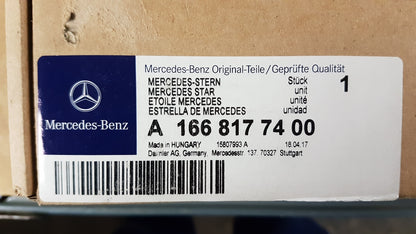 Mercedes-Benz Original-Teile/Geprüfte Qualität
MERCEDES-STERN Stück 1
MERCEDES STAR unit
ETOILE MERCEDES unité
ESTRELLA DE MERCEDES unidad
Mercedes-Benz
A 166 817 74 00
Made in HUNGARY 15807993 A 18.04.17
Daimler AG, Germany, Mercedesstr 137, 70327 Stuttgart